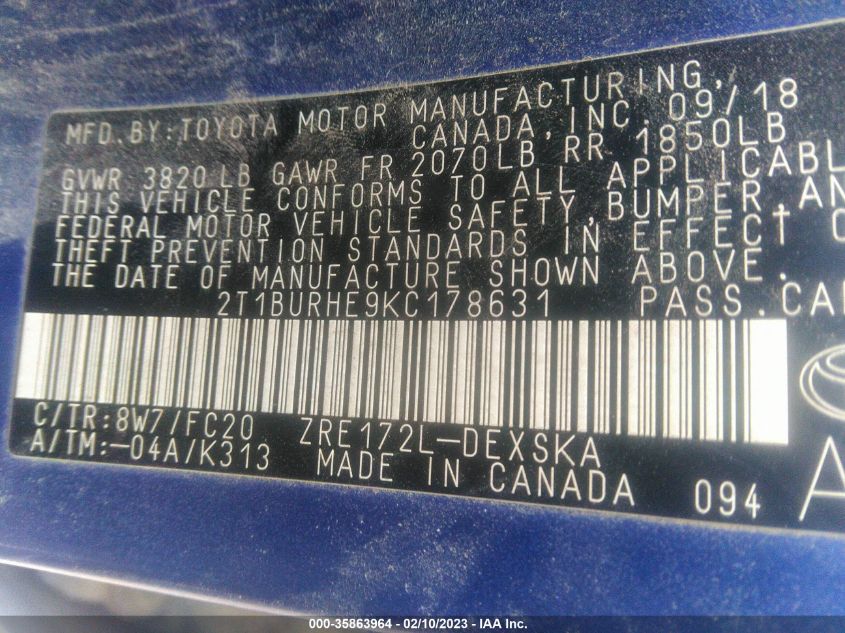 MFD. BY: TOYOTA MOTOR MANUFACTURING,
CANADA, INC. 09/18
GVWR 3820 LB GAWR FR 2070LB RR 1850LB
THIS VEHICLE CONFORMS TO ALL APPLICABL
FEDERAL MOTOR VEHICLE SAFETY, BUMPER, AN
THEFT PREVENTION STANDARDS IN EFFECT O
THE DATE OF MANUFACTURE SHOWN ABOVE.
2T1BURHE9KC178631 PASS. CA
C/TR: 8W7/FC20 ZRE172L-DEXSKA
A/TM: -04A/K313 MADE IN CANADA 094 A
000-35863964 - 02/10/2023 - IAA Inc.